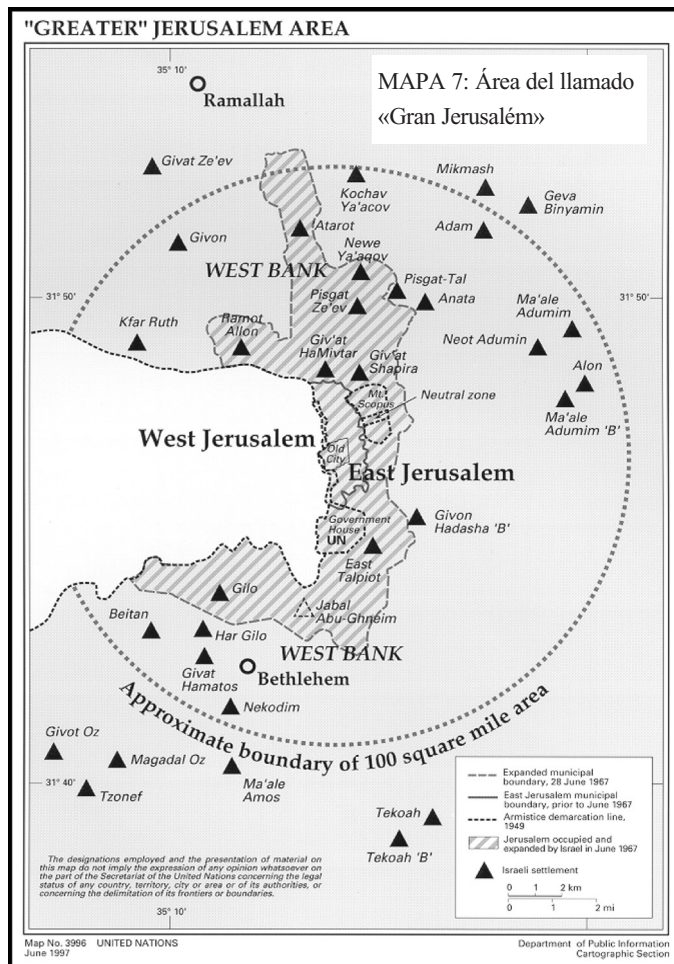 "GREATER" JERUSALEM AREA
35° 10'
MAPA 7: Área del llamado
«Gran Jerusalém»
Ramallah
Givat Ze'ev
Kochav
Ya'acov
Mikmash
Geva
Binyamin
Givon
Atarot
Adam
Newe
Ya'aqov
WEST BANK
Pisgat-Tal
31° 50'
31° 50'
Pisgat
Ze'ev
Anata
Ma'ale
Adumim
Kfar Ruth
Ramot
Allon
Neot Adumin
Giv'at
HaMivtar
Giv'at
Shapira
Alon
Mt.
Scopus
Neutral zone
Ma'ale
Adumim 'B'
West Jerusalem
Old
City
East Jerusalem
Government
House
UN
Givon
Hadasha 'B'
East
Talpiot
Gilo
Jabal
Abu-Ghneim
Beitan
Har Gilo
WEST BANK
Givat
Hamatos
Bethlehem
Nekodim
Approximate boundary of 100 square mile area
Givot Oz
Magadal Oz
Ma'ale
Amos
Tzonef
31° 40'
Tekoah
Tekoah 'B'
Expanded municipal
boundary, 28 June 1967
East Jerusalem municipal
boundary, prior to June 1967
Armistice demarcation line,
1949
Jerusalem occupied and
expanded by Israel in June 1967
Israeli settlement
0 1 2 km
0 1 2 mi
The designations employed and the presentation of material on
this map do not imply the expression of any opinion whatsoever on
the part of the Secretariat of the United Nations concerning the legal
status of any country, territory, city or area or of its authorities, or
concerning the delimitation of its frontiers or boundaries.
35° 10'
Map No. 3996 UNITED NATIONS
June 1997
Department of Public Information
Cartographic Section